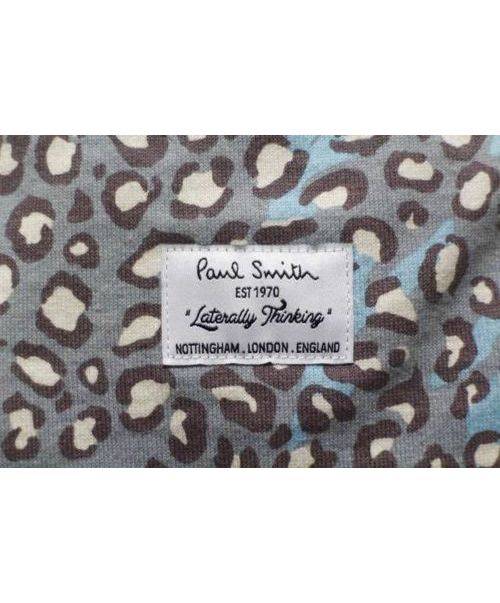 Paul Smith
EST 1970
"Laterally Thinking"
NOTTINGHAM . LONDON . ENGLAND